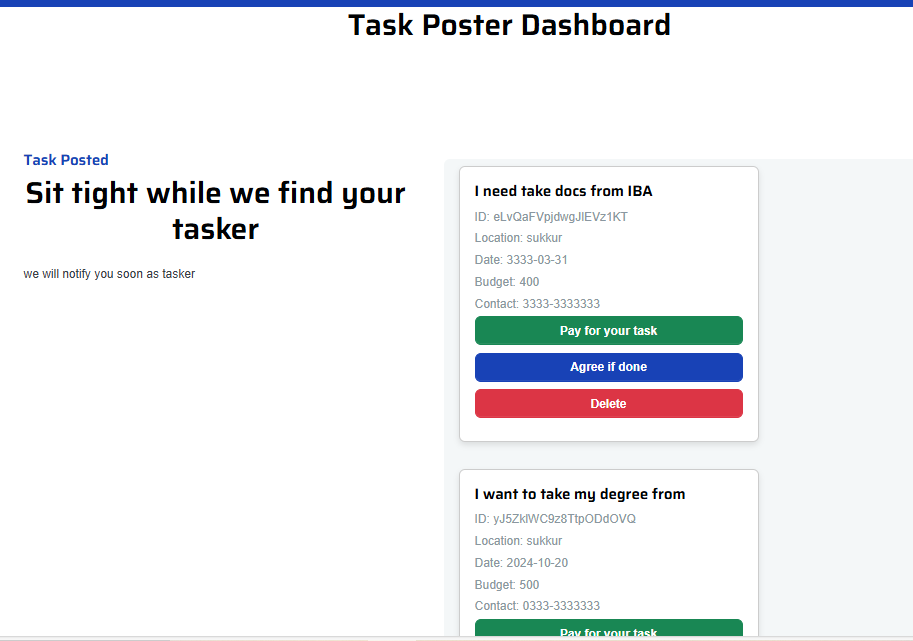 Task Poster Dashboard
Task Posted
Sit tight while we find your
tasker
we will notify you soon as tasker
I need take docs from IBA
ID: eLvQaFVpjdwgJlEVz1KT
Location: sukkur
Date: 3333-03-31
Budget: 400
Contact: 3333-3333333
Pay for your task
Agree if done
Delete
I want to take my degree from
ID: yJ5ZklWC9z8TtpODdOVQ
Location: sukkur
Date: 2024-10-20
Budget: 500
Contact: 0333-3333333
Pay for your task